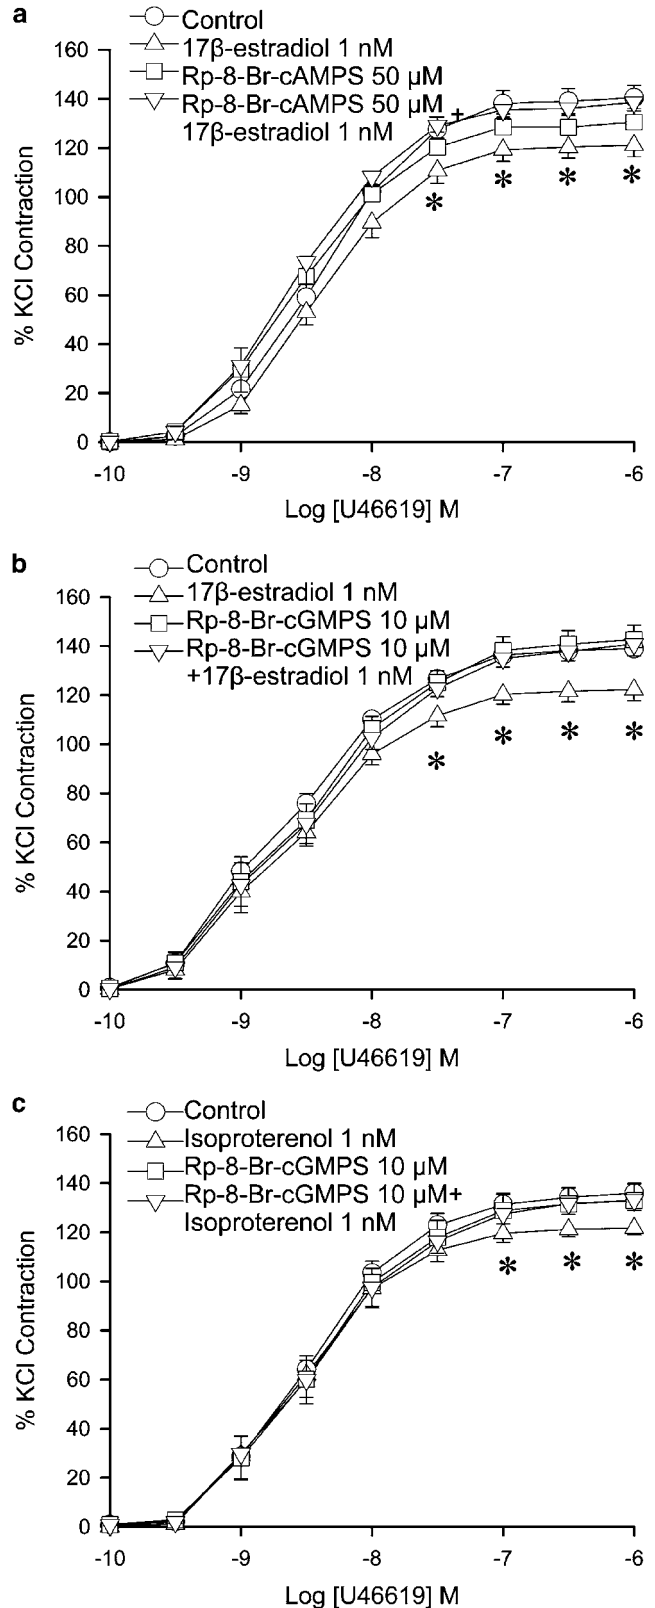 a
Control
17β-estradiol 1 nM
Rp-8-Br-cAMPS 50 μM
Rp-8-Br-cAMPS 50 μM +
17β-estradiol 1 nM
160
140
120
100
80
60
40
20
0
* * * *
% KCl Contraction
-10 -9 -8 -7 -6
Log [U46619] M
b
Control
17β-estradiol 1 nM
Rp-8-Br-cGMPS 10 μM
Rp-8-Br-cGMPS 10 μM
+17β-estradiol 1 nM
160
140
120
100
80
60
40
20
0
* * * *
% KCl Contraction
-10 -9 -8 -7 -6
Log [U46619] M
c
Control
Isoproterenol 1 nM
Rp-8-Br-cGMPS 10 μM
Rp-8-Br-cGMPS 10 μM+
Isoproterenol 1 nM
160
140
120
100
80
60
40
20
0
* * *
% KCl Contraction
-10 -9 -8 -7 -6
Log [U46619] M